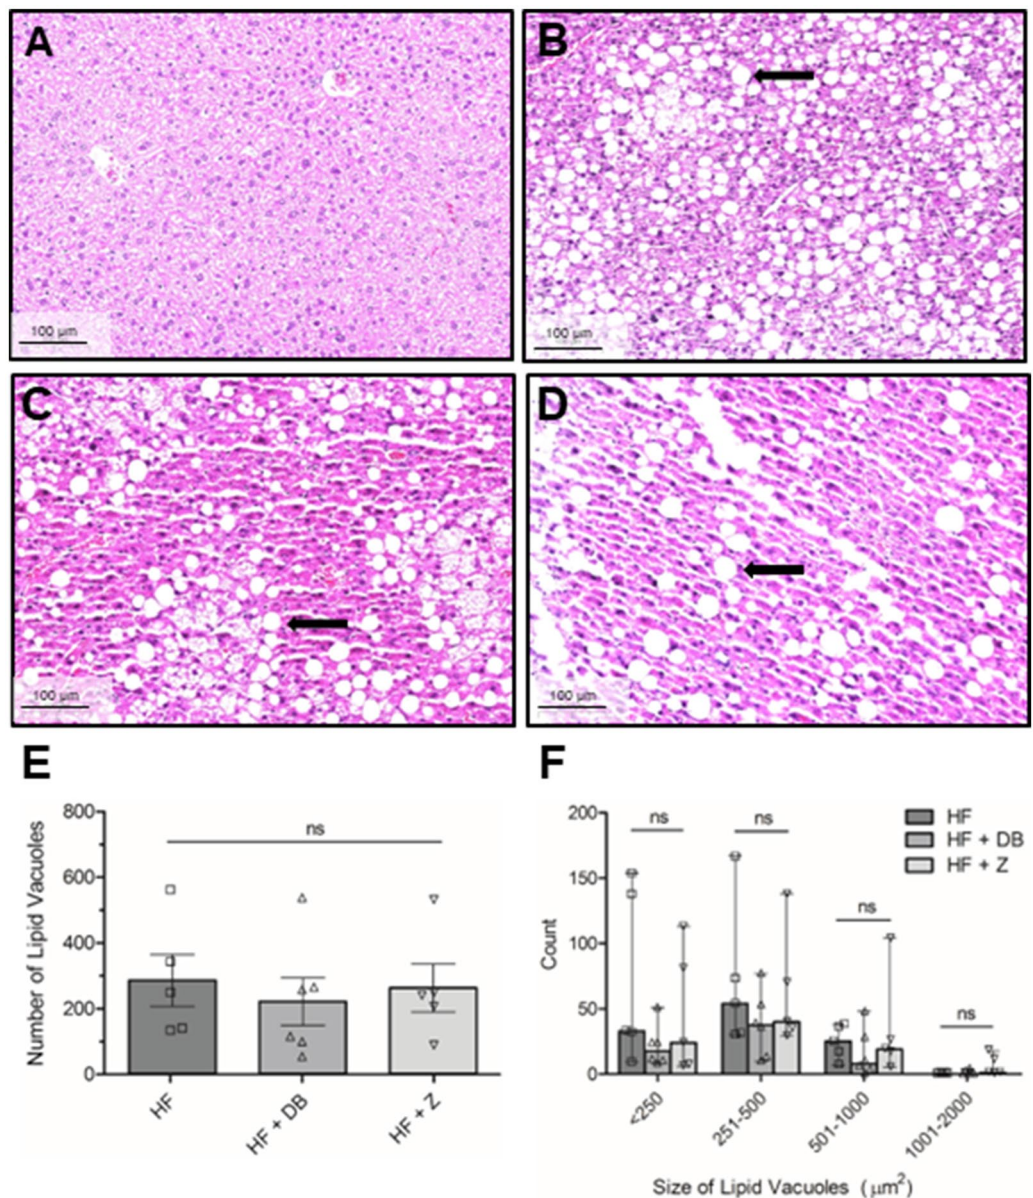 A
B
100 µm
100 µm
C
D
100 µm
100 µm
E
F
Number of Lipid Vacuoles
800
600
400
200
0
ns
HF
HF + DB
HF + Z
Count
200
150
100
50
0
ns
ns
ns
ns
HF
HF + DB
HF + Z
<250
251-500
501-1000
1001-2000
Size of Lipid Vacuoles (µm²)